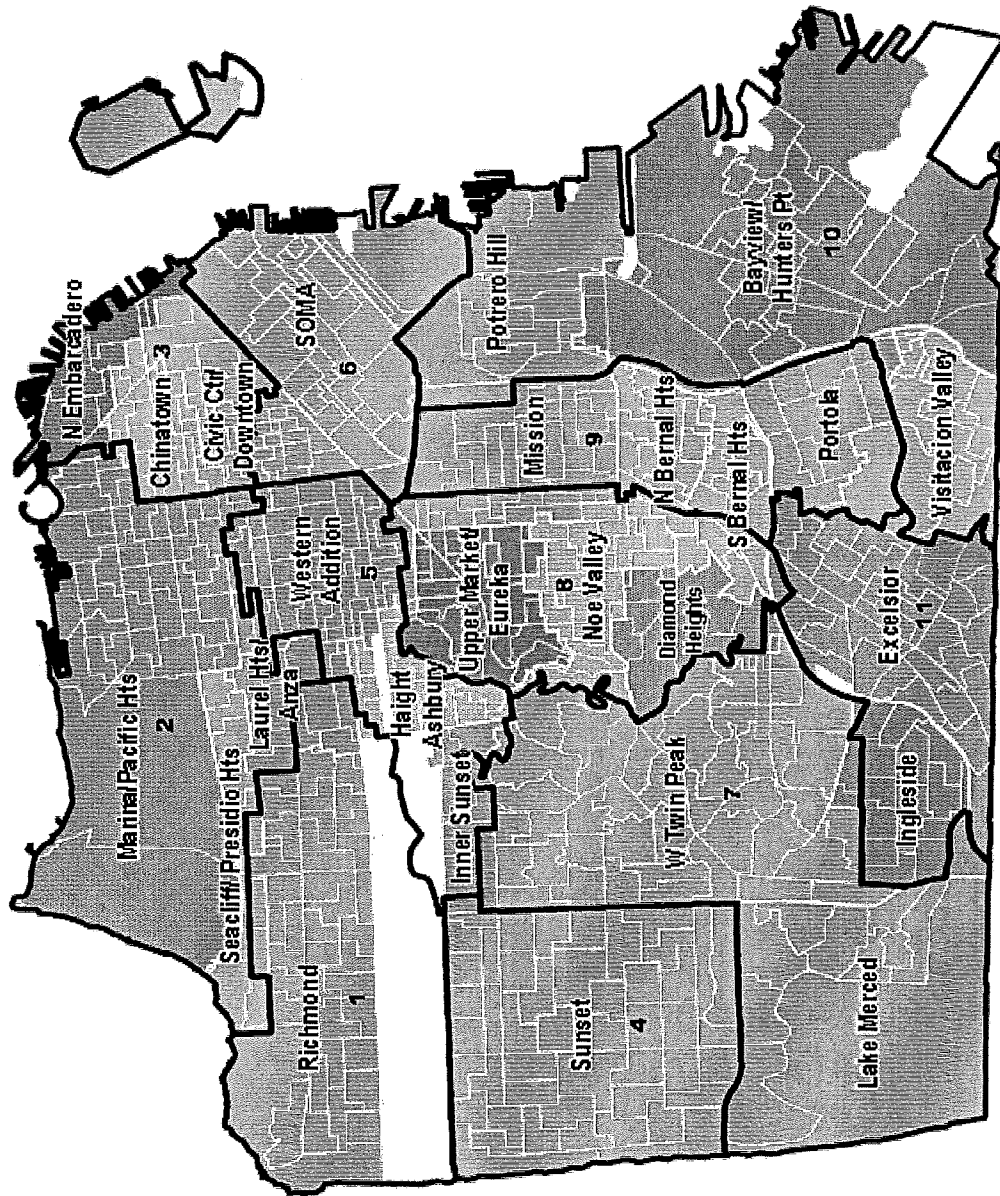 N Embarcadero
Marina/Pacific Hts
2
Chinatown
3
Civic Ctr/
Downtown
Seacliff/Presidio Hts
Laurel Hts/
Anza
Western
Addition
5
SOMA
6
Richmond
1
Haight
Ashbury
Inner Sunset
Upper Market
Eureka
8
Noe Valley
Diamond
Heights
Mission
9
N Bernal Hts
S Bernal Hts
Potrero Hill
Sunset
4
W Twin Peak
7
Bayview/
Hunters Pt
10
Portola
Visitacion Valley
Excelsior
11
Ingleside
Lake Merced